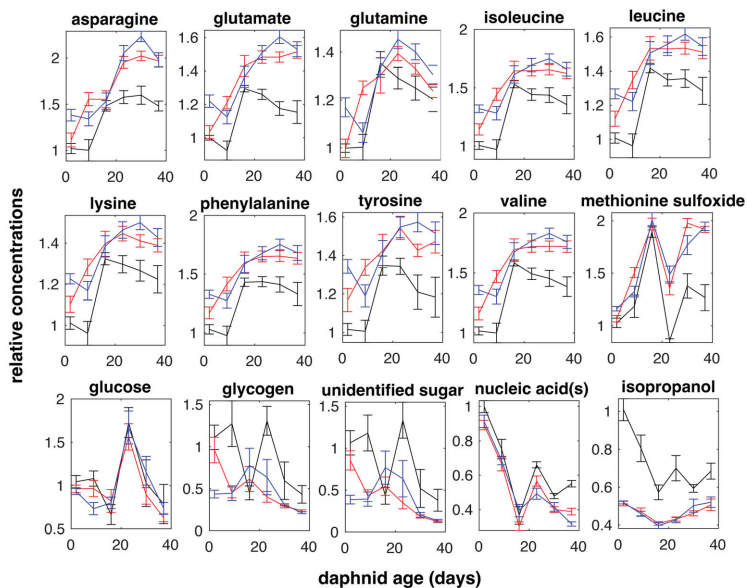 asparagine glutamate glutamine isoleucine leucine
2 1.6 1.4 2 1.6
1.5 1.4 1.2 1.5 1.4
1 1.2 1 1 1.2
1 1
0 20 40 0 20 40 0 20 40 0 20 40 0 20 40
relative concentrations
lysine phenylalanine tyrosine valine methionine sulfoxide
1.4 2 1.6 2 2
1.2 1.5 1.4 1.5 1.5
1 1 1.2 1 1
1
0 20 40 0 20 40 0 20 40 0 20 40 0 20 40
glucose glycogen unidentified sugar nucleic acid(s) isopropanol
2 1.5 1.5 1 1
1.5 1 1 0.8 0.8
1 0.5 0.5 0.6 0.6
0.5 0 0 0.4 0.4
0 20 40 0 20 40 0 20 40 0 20 40 0 20 40
daphnid age (days)